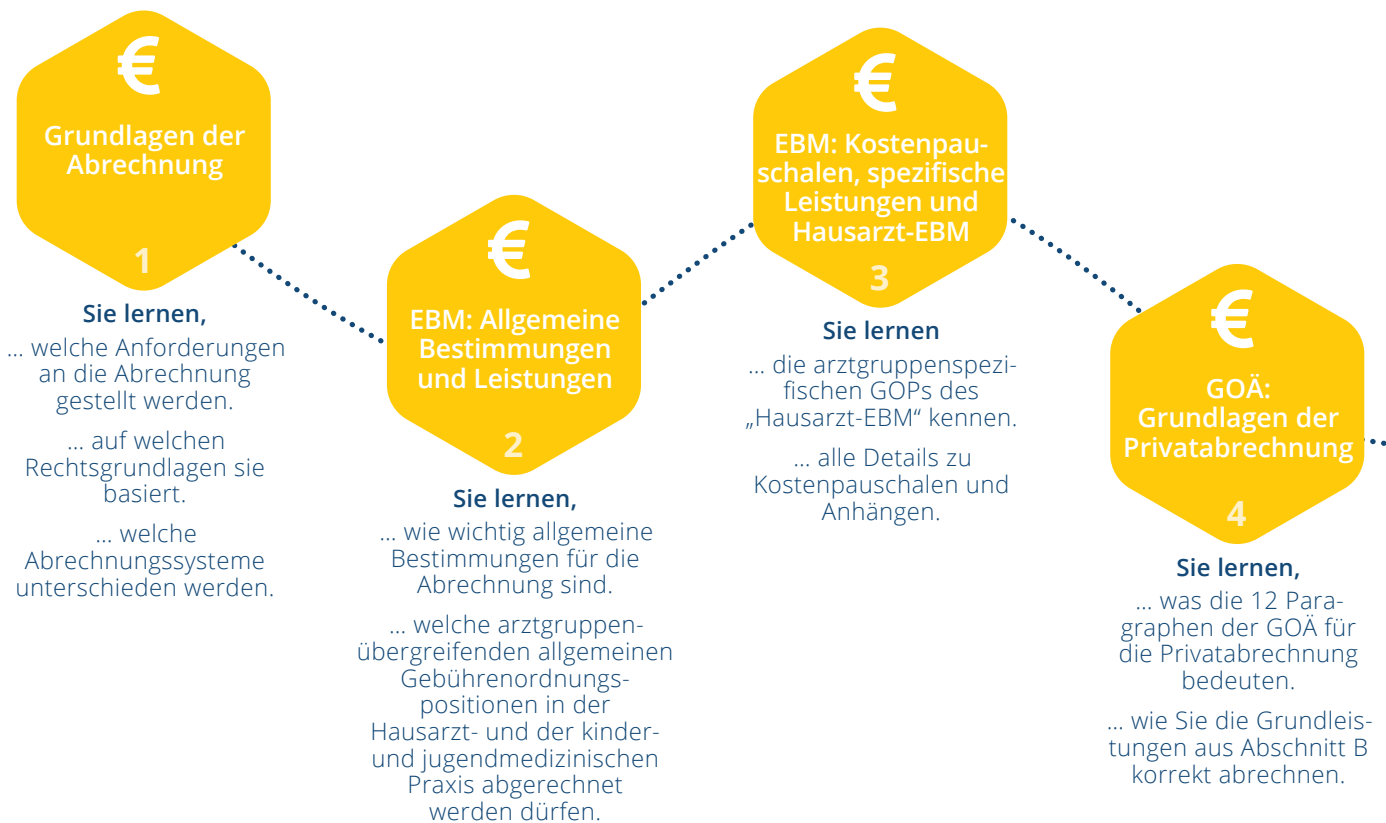 €
Grundlagen der
Abrechnung
1
Sie lernen,
... welche Anforderungen
an die Abrechnung
gestellt werden.
... auf welchen
Rechtsgrundlagen sie
basiert.
... welche
Abrechnungssysteme
unterschieden werden.
€
EBM: Allgemeine
Bestimmungen
und Leistungen
2
Sie lernen,
... wie wichtig allgemeine
Bestimmungen für die
Abrechnung sind.
... welche arztgruppen-
übergreifenden allgemeinen
Gebührenordnungs-
positionen in der
Hausarzt- und der kinder-
und jugendmedizinischen
Praxis abgerechnet
werden dürfen.
€
EBM: Kostenpau-
schalen, spezifische
Leistungen und
Hausarzt-EBM
3
Sie lernen
... die arztgruppenspezi-
fischen GOPs des
„Hausarzt-EBM“ kennen.
... alle Details zu
Kostenpauschalen und
Anhängen.
€
GOÄ:
Grundlagen der
Privatabrechnung
4
Sie lernen,
... was die 12 Para-
graphen der GOÄ für
die Privatabrechnung
bedeuten.
... wie Sie die Grundleis-
tungen aus Abschnitt B
korrekt abrechnen.